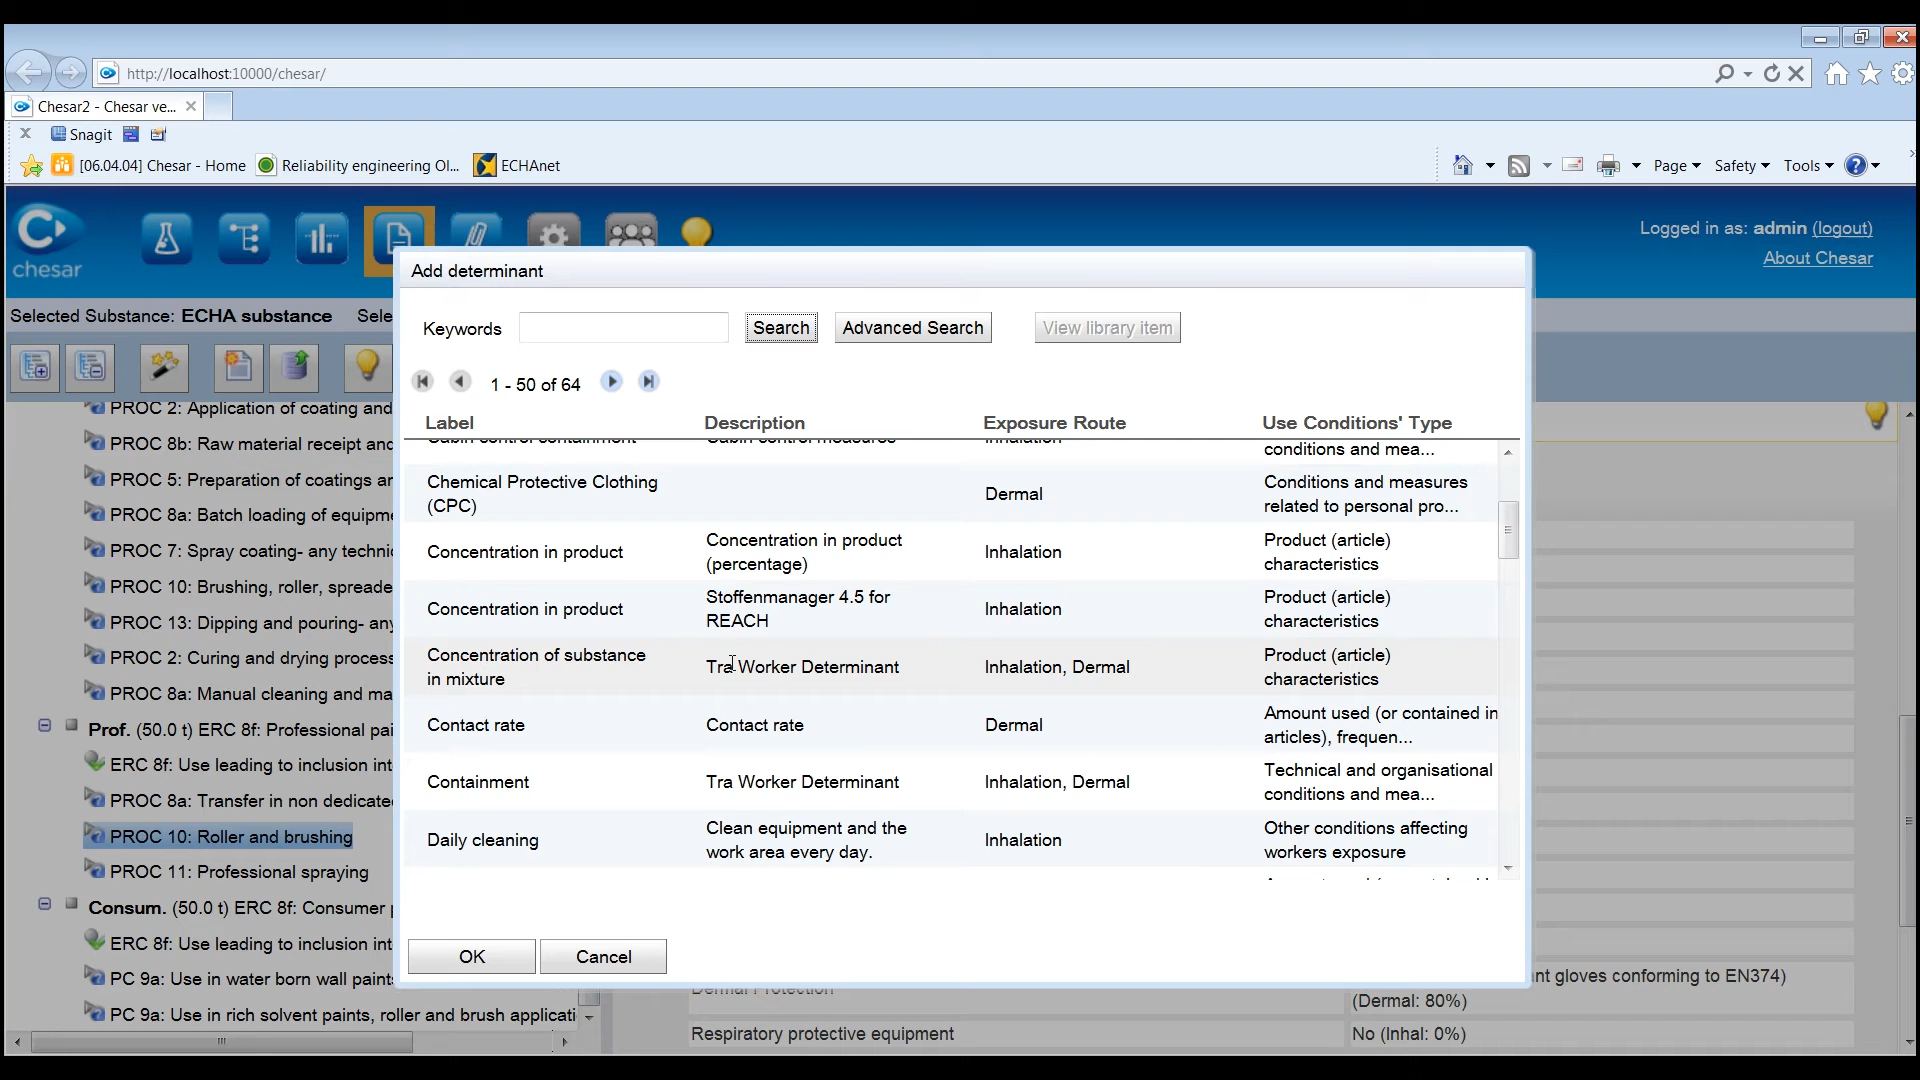 http://localhost:10000/chesar/
Chesar2 - Chesar ve...
Snagit
[06.04.04] Chesar - Home
Reliability engineering Ol...
ECHAnet
Page
Safety
Tools
chesar
Logged in as: admin (logout)
About Chesar
Selected Substance: ECHA substance
Sele
Add determinant
Keywords
Search
Advanced Search
View library item
1 - 50 of 64
Label Description Exposure Route Use Conditions' Type
Cabin control containment Cabin control measures Inhalation
conditions and mea...
Chemical Protective Clothing
(CPC)
Dermal
Conditions and measures
related to personal pro...
Concentration in product
Concentration in product
(percentage)
Inhalation
Product (article)
characteristics
Concentration in product
Stoffenmanager 4.5 for
REACH
Inhalation
Product (article)
characteristics
Concentration of substance
in mixture
Tra Worker Determinant
Inhalation, Dermal
Product (article)
characteristics
Contact rate
Contact rate
Dermal
Amount used (or contained in
articles), frequen...
Containment
Tra Worker Determinant
Inhalation, Dermal
Technical and organisational
conditions and mea...
Daily cleaning
Clean equipment and the
work area every day.
Inhalation
Other conditions affecting
workers exposure
OK
Cancel
PROC 2: Application of coating and
PROC 8b: Raw material receipt and
PROC 5: Preparation of coatings ar
PROC 8a: Batch loading of equipme
PROC 7: Spray coating- any techni
PROC 10: Brushing, roller, spreade
PROC 13: Dipping and pouring- any
PROC 2: Curing and drying process
PROC 8a: Manual cleaning and ma
Prof. (50.0 t) ERC 8f: Professional pai
ERC 8f: Use leading to inclusion int
PROC 8a: Transfer in non dedicate
PROC 10: Roller and brushing
PROC 11: Professional spraying
Consum. (50.0 t) ERC 8f: Consumer p
ERC 8f: Use leading to inclusion int
PC 9a: Use in water born wall paint
PC 9a: Use in rich solvent paints, roller and brush applicati
Dermal Protection
nt gloves conforming to EN374)
(Dermal: 80%)
Respiratory protective equipment
No (Inhal: 0%)